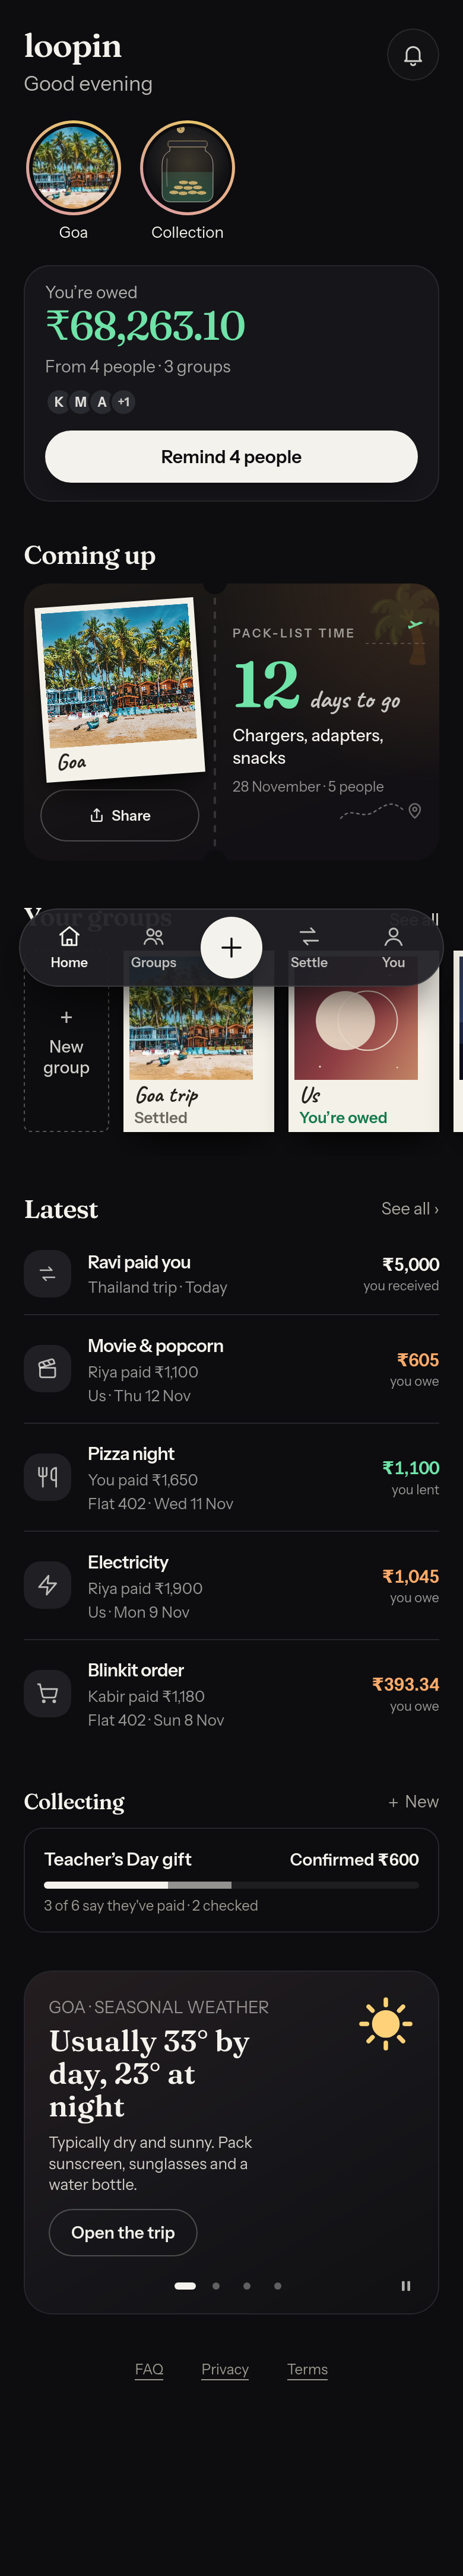 loopin
Good evening
Goa
Collection
You're owed
₹68,263.10
From 4 people · 3 groups
K M A +1
Remind 4 people
Coming up
PACK-LIST TIME
12 days to go
Chargers, adapters,
snacks
28 November · 5 people
Goa
Share
Your groups
See all
Home
Groups
+
Settle
You
+
New
group
Goa trip
Settled
Us
You're owed
Latest
See all ›
Ravi paid you
Thailand trip · Today
₹5,000
you received
Movie & popcorn
Riya paid ₹1,100
Us · Thu 12 Nov
₹605
you owe
Pizza night
You paid ₹1,650
Flat 402 · Wed 11 Nov
₹1,100
you lent
Electricity
Riya paid ₹1,900
Us · Mon 9 Nov
₹1,045
you owe
Blinkit order
Kabir paid ₹1,180
Flat 402 · Sun 8 Nov
₹393.34
you owe
Collecting
+ New
Teacher's Day gift
Confirmed ₹600
3 of 6 say they've paid · 2 checked
GOA · SEASONAL WEATHER
Usually 33° by
day, 23° at
night
Typically dry and sunny. Pack
sunscreen, sunglasses and a
water bottle.
Open the trip
FAQ
Privacy
Terms